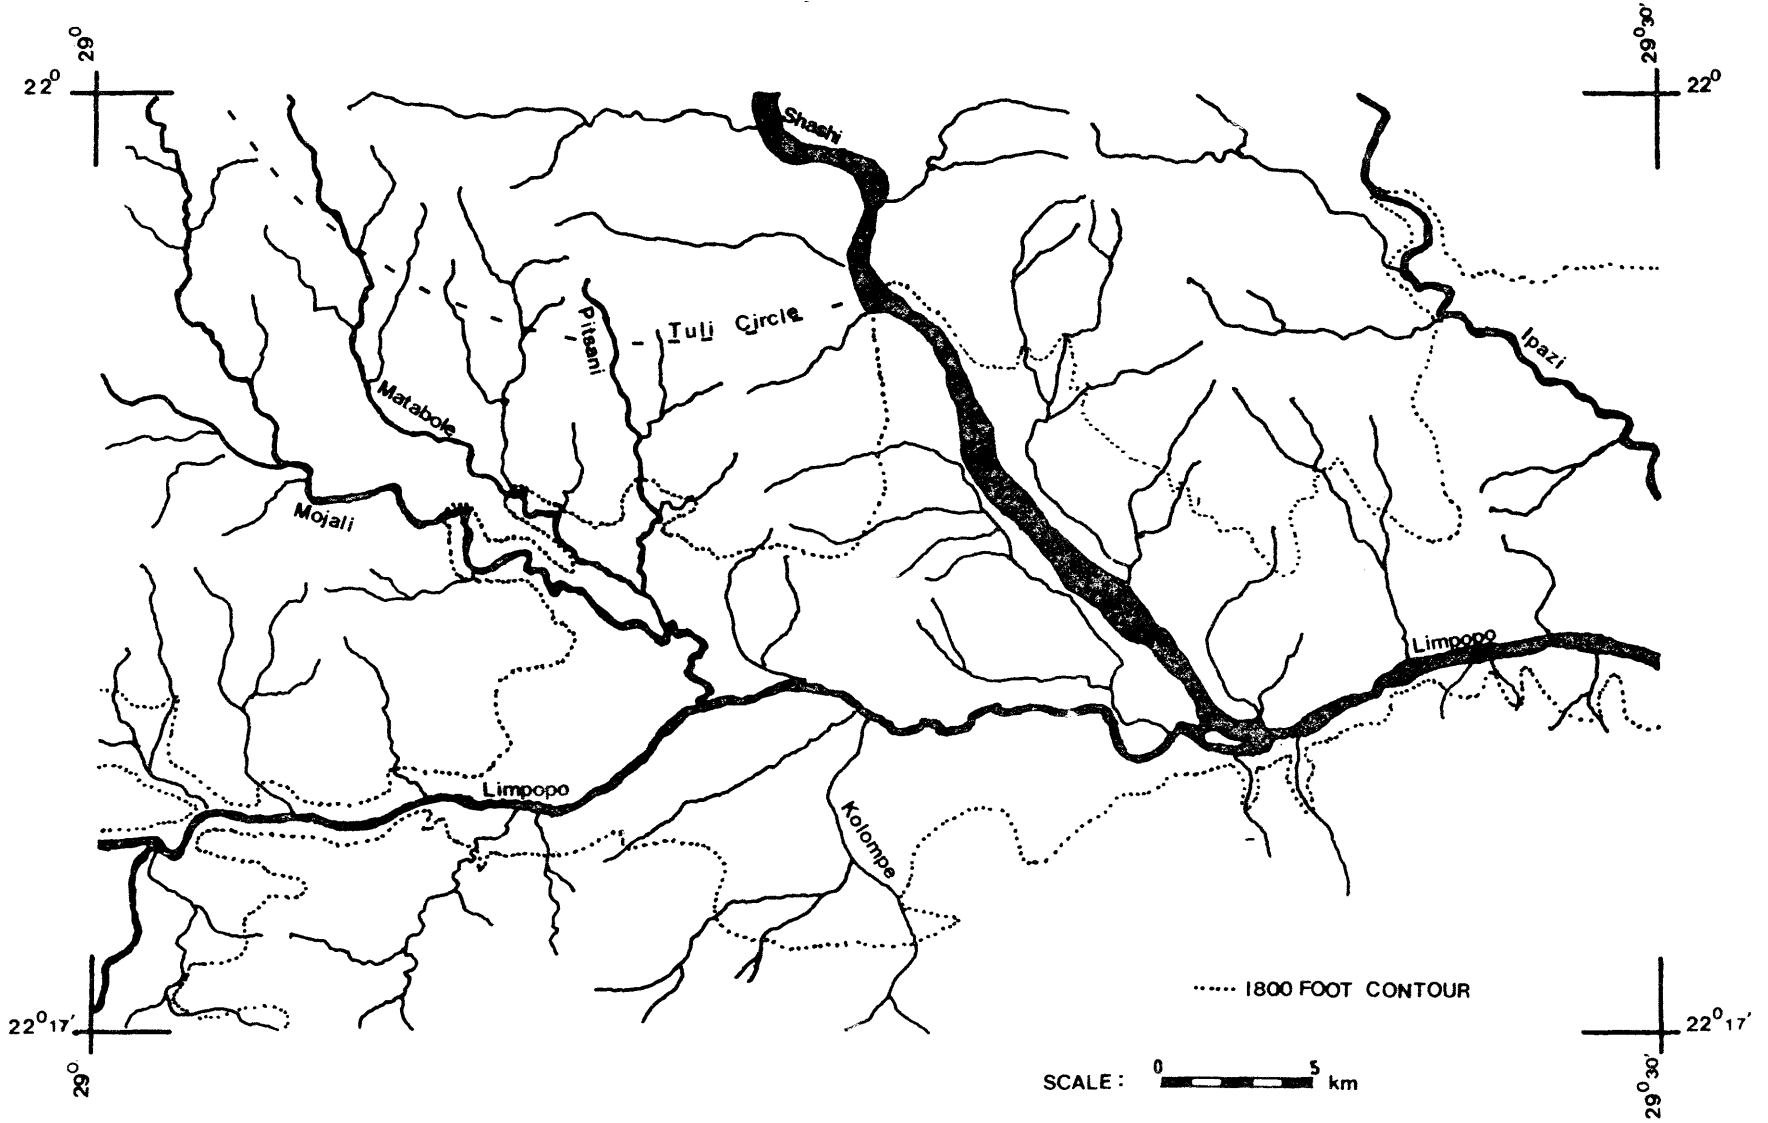 29°
29°30'
22°
22°
Shashi
Tuli Circle
Pitsani
Ipazi
Matabole
Mojali
Limpopo
Limpopo
Kolompe
1800 FOOT CONTOUR
22°17'
22°17'
SCALE: 0 5 km
29°
29°30'